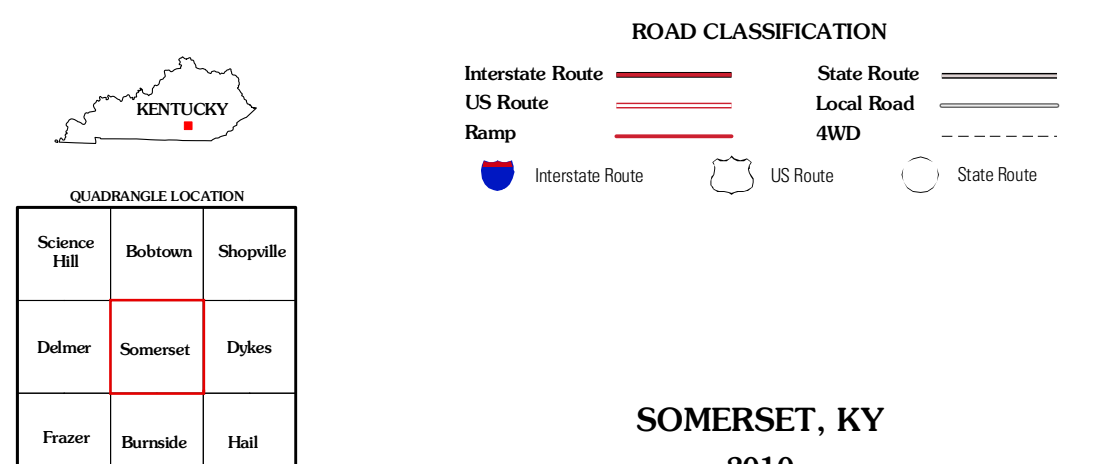 ROAD CLASSIFICATION
Interstate Route
State Route
US Route
Local Road
Ramp
4WD
Interstate Route
US Route
State Route
KENTUCKY
QUADRANGLE LOCATION
Science
Hill
Bobtown
Shopville
Delmer
Somerset
Dykes
Frazer
Burnside
Hail
SOMERSET, KY